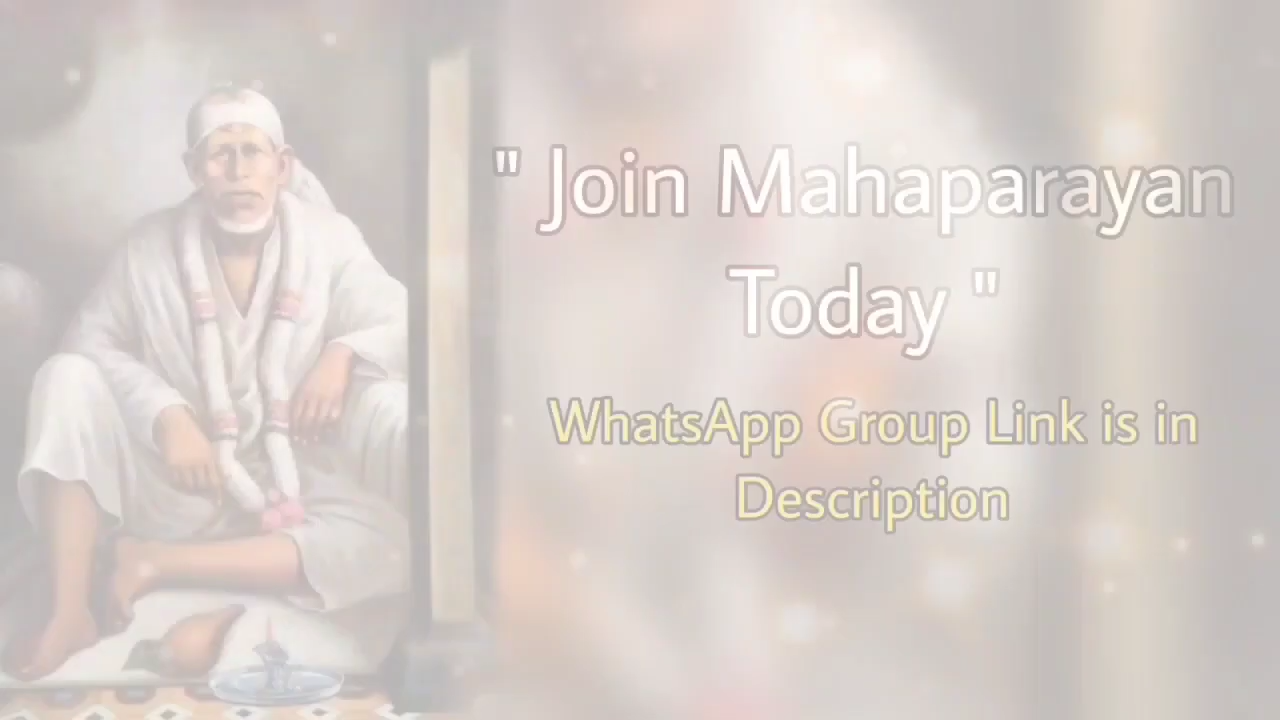 " Join Mahaparayan
Today "
WhatsApp Group Link is in
Description